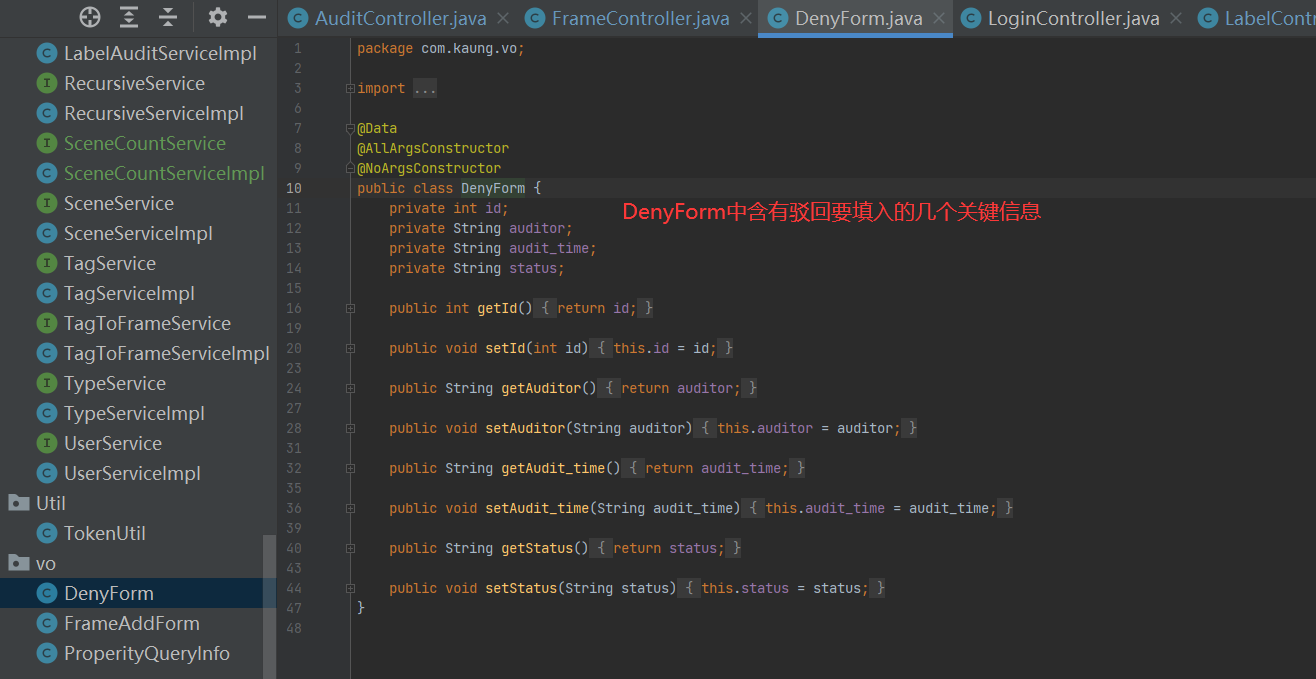 AuditController.java
FrameController.java
DenyForm.java
LoginController.java
LabelContr
LabelAuditServiceImpl
RecursiveService
RecursiveServiceImpl
SceneCountService
SceneCountServiceImpl
SceneService
SceneServiceImpl
TagService
TagServiceImpl
TagToFrameService
TagToFrameServiceImpl
TypeService
TypeServiceImpl
UserService
UserServiceImpl
Util
TokenUtil
vo
DenyForm
FrameAddForm
ProperityQueryInfo
1 package com.kaung.vo;
2
3 import ...
6
7 @Data
8 @AllArgsConstructor
9 @NoArgsConstructor
10 public class DenyForm {
11 private int id;
DenyForm中含有驳回要填入的几个关键信息
12 private String auditor;
13 private String audit_time;
14 private String status;
15
16 public int getId() { return id; }
19
20 public void setId(int id) { this.id = id; }
23
24 public String getAuditor() { return auditor; }
27
28 public void setAuditor(String auditor) { this.auditor = auditor; }
31
32 public String getAudit_time() { return audit_time; }
35
36 public void setAudit_time(String audit_time) { this.audit_time = audit_time; }
39
40 public String getStatus() { return status; }
43
44 public void setStatus(String status) { this.status = status; }
47 }
48